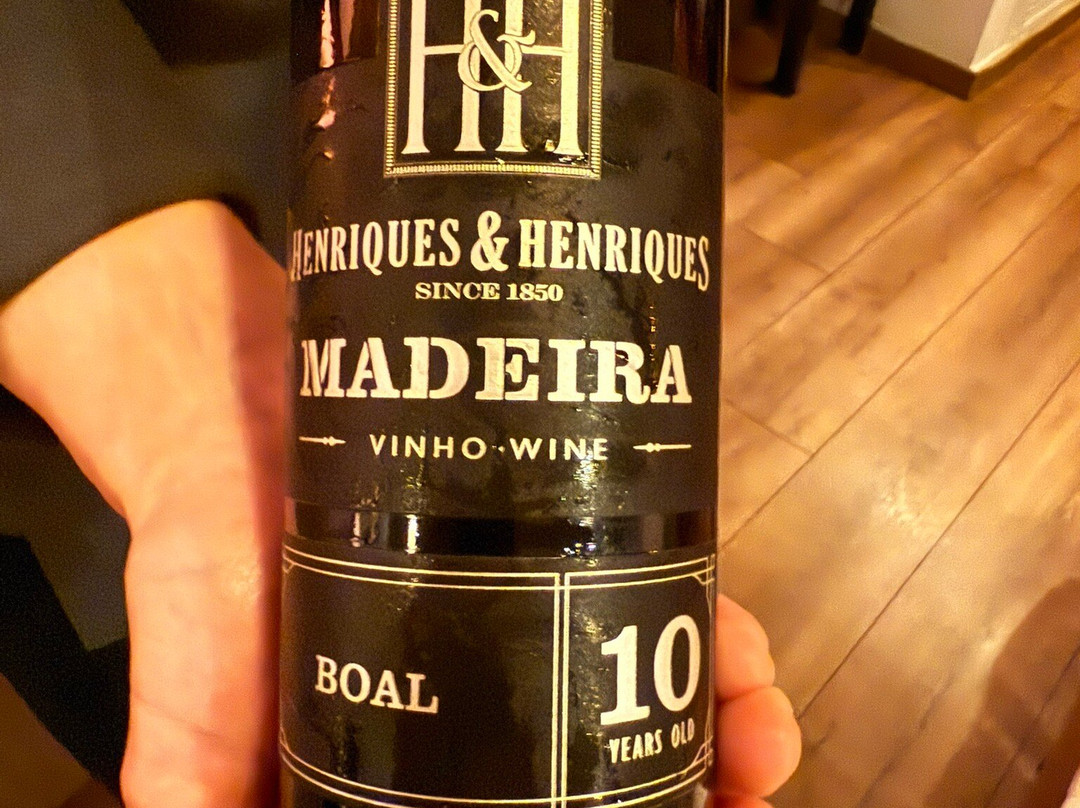 H&H
HENRIQUES & HENRIQUES
SINCE 1850
MADEIRA
VINHO·WINE
BOAL
10
YEARS OLD